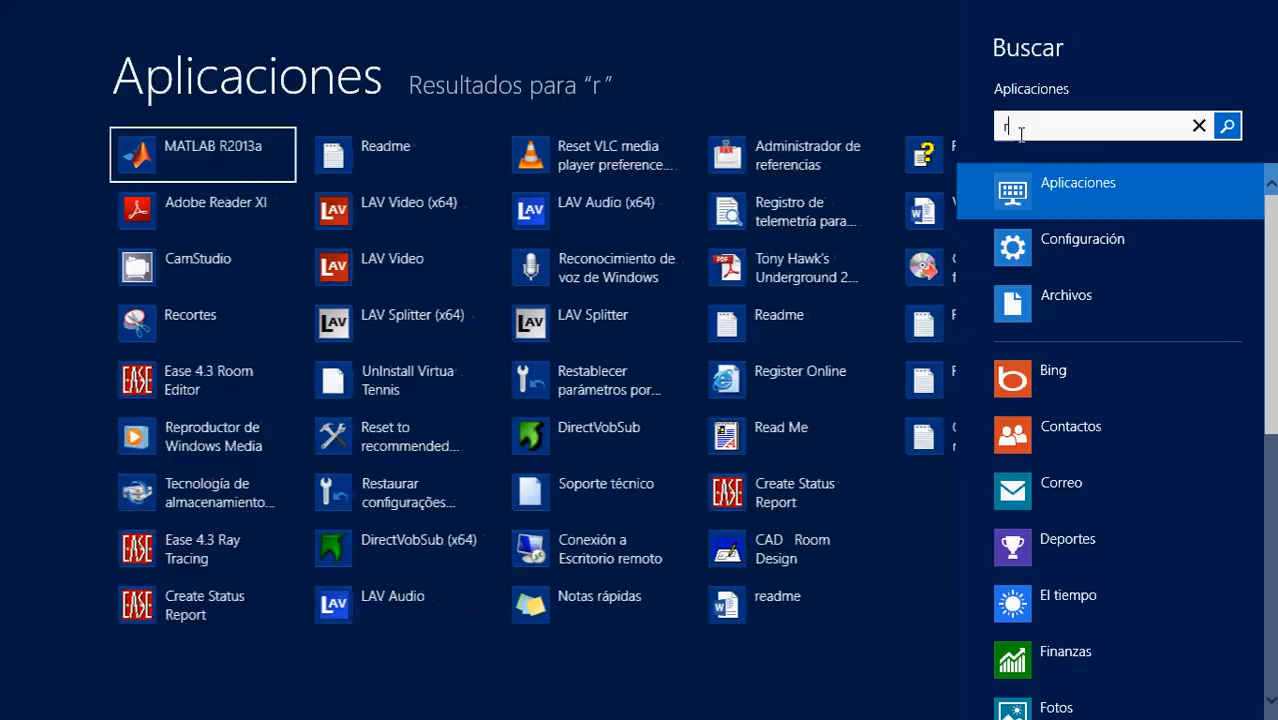 Aplicaciones Resultados para “r”
MATLAB R2013a
Adobe Reader XI
CamStudio
Recortes
Ease 4.3 Room
Editor
Reproductor de
Windows Media
Tecnología de
almacenamiento...
Ease 4.3 Ray
Tracing
Create Status
Report
Readme
LAV Video (x64)
LAV Video
LAV Splitter (x64)
UnInstall Virtua
Tennis
Reset to
recommended...
Restaurar
configurações...
DirectVobSub (x64)
LAV Audio
Reset VLC media
player preference...
LAV Audio (x64)
Reconocimiento de
voz de Windows
LAV Splitter
Restablecer
parámetros por...
DirectVobSub
Soporte técnico
Conexión a
Escritorio remoto
Notas rápidas
Administrador de
referencias
Registro de
telemetría para...
Tony Hawk's
Underground 2...
Readme
Register Online
Read Me
Create Status
Report
CAD Room
Design
readme
Buscar
Aplicaciones
r
Aplicaciones
Configuración
Archivos
Bing
Contactos
Correo
Deportes
El tiempo
Finanzas
Fotos